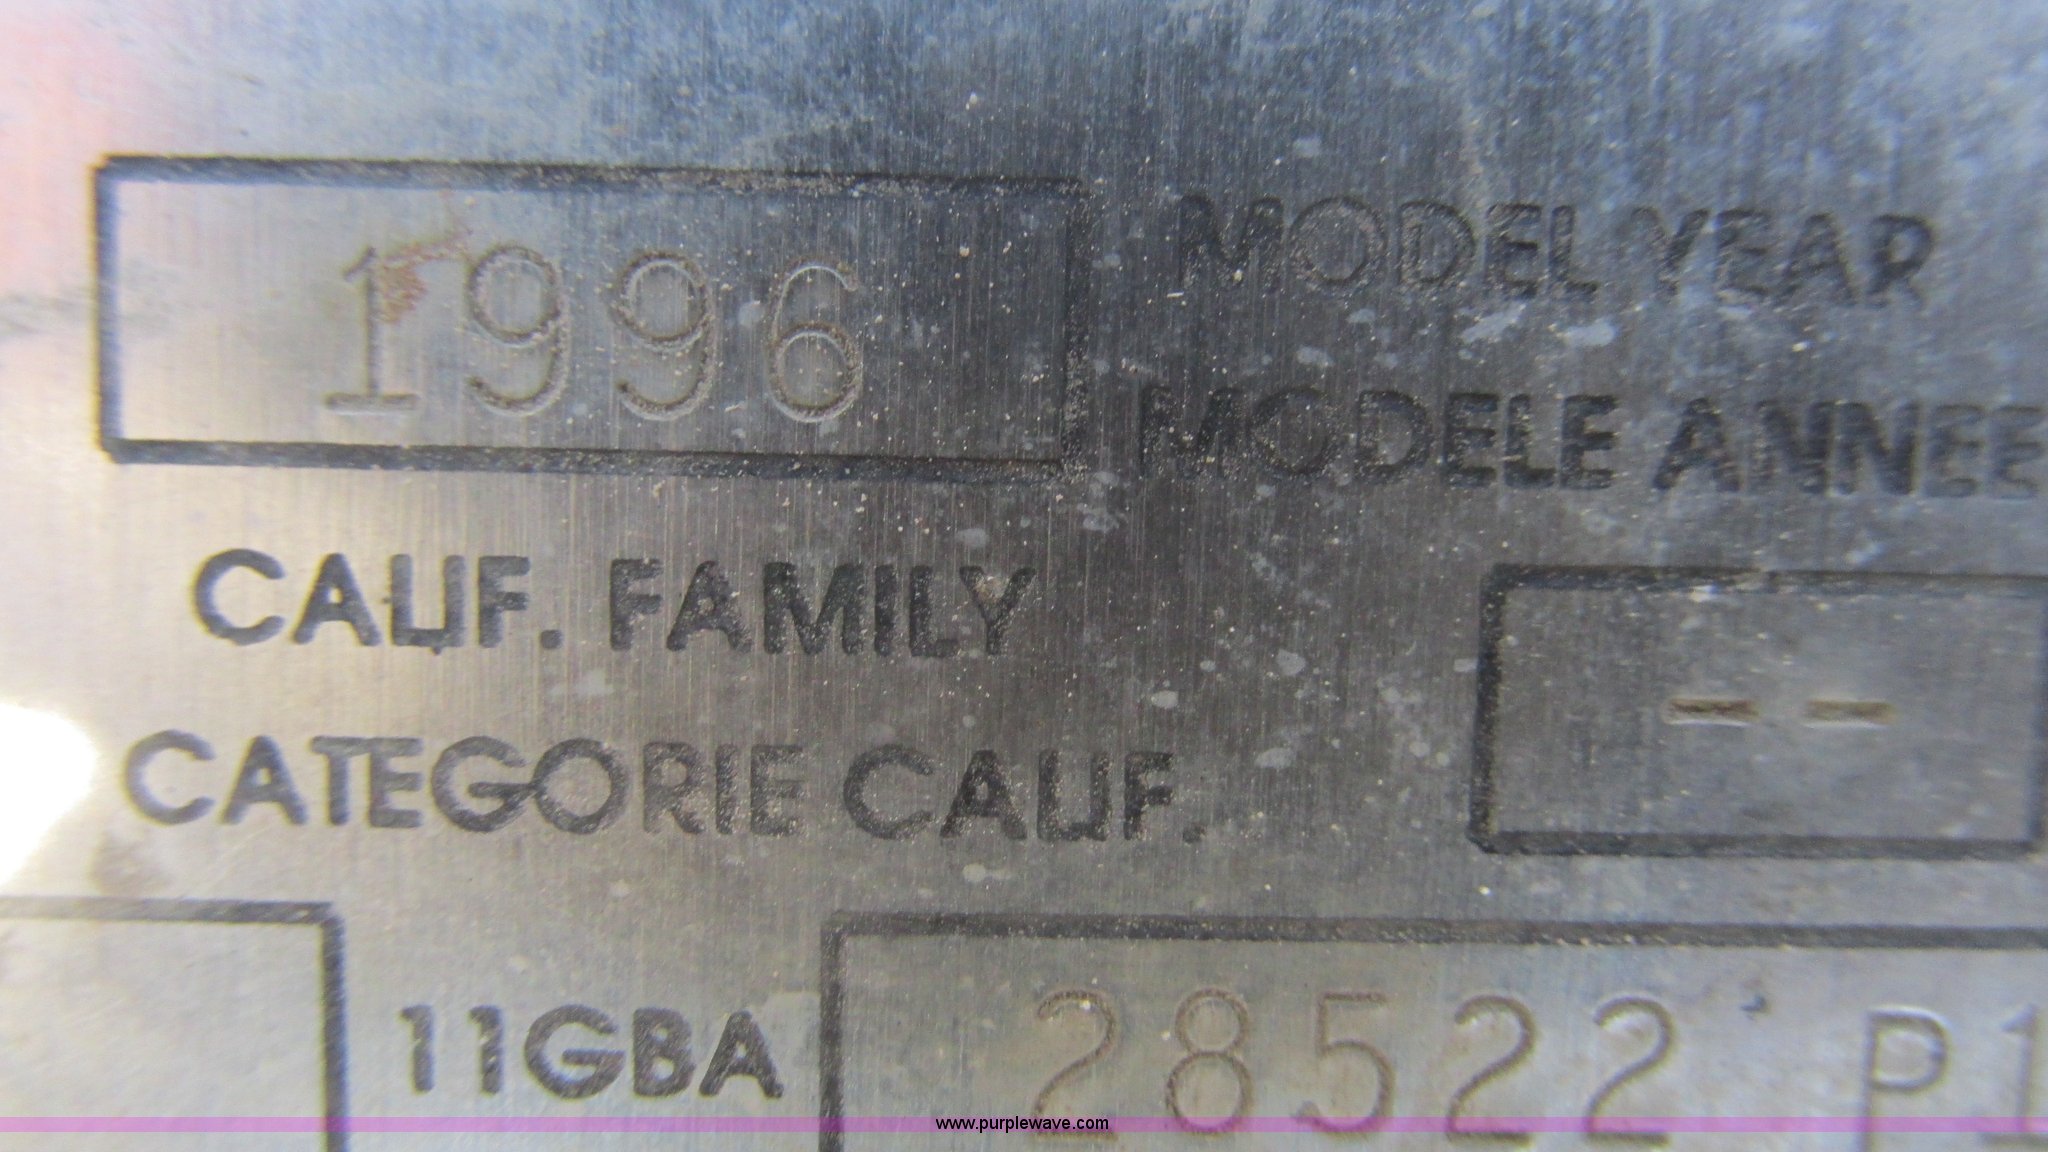 1996
MODEL YEAR
MODELE ANNEE
CALIF. FAMILY
CATEGORIE CALIF.
--
11GBA
28522 P1
www.purplewave.com